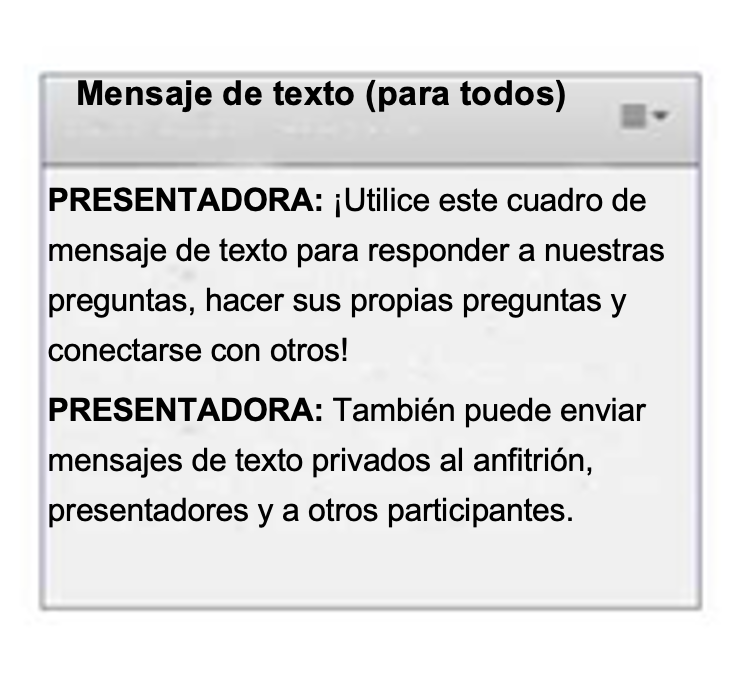 Mensaje de texto (para todos)
PRESENTADORA: ¡Utilice este cuadro de
mensaje de texto para responder a nuestras
preguntas, hacer sus propias preguntas y
conectarse con otros!
PRESENTADORA: También puede enviar
mensajes de texto privados al anfitrión,
presentadores y a otros participantes.